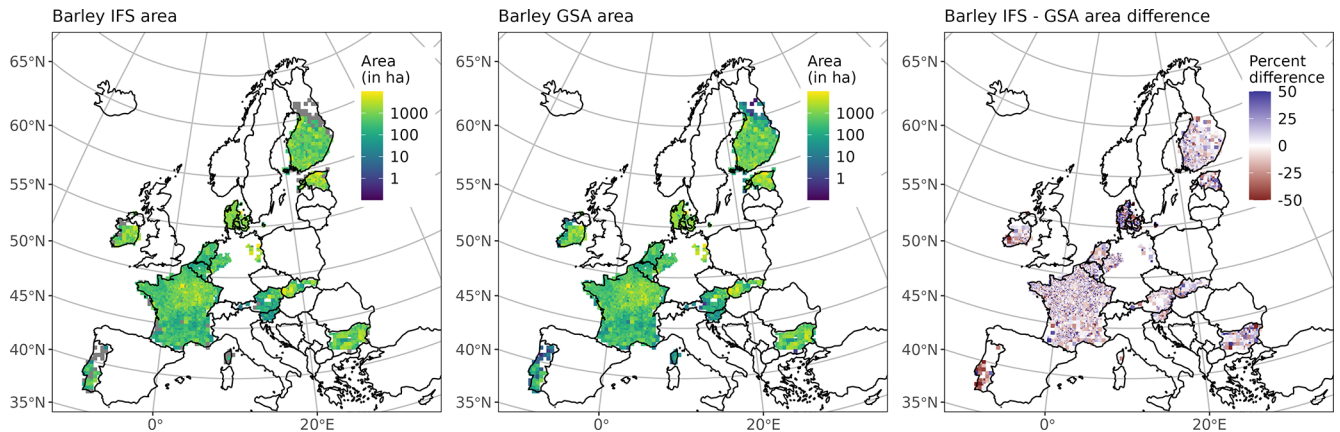 Barley IFS area
Area
(in ha)
1000
100
10
1
65°N
60°N
55°N
50°N
45°N
40°N
35°N
0°
20°E
Barley GSA area
Area
(in ha)
1000
100
10
1
65°N
60°N
55°N
50°N
45°N
40°N
35°N
0°
20°E
Barley IFS - GSA area difference
Percent
difference
50
25
0
-25
-50
65°N
60°N
55°N
50°N
45°N
40°N
35°N
0°
20°E